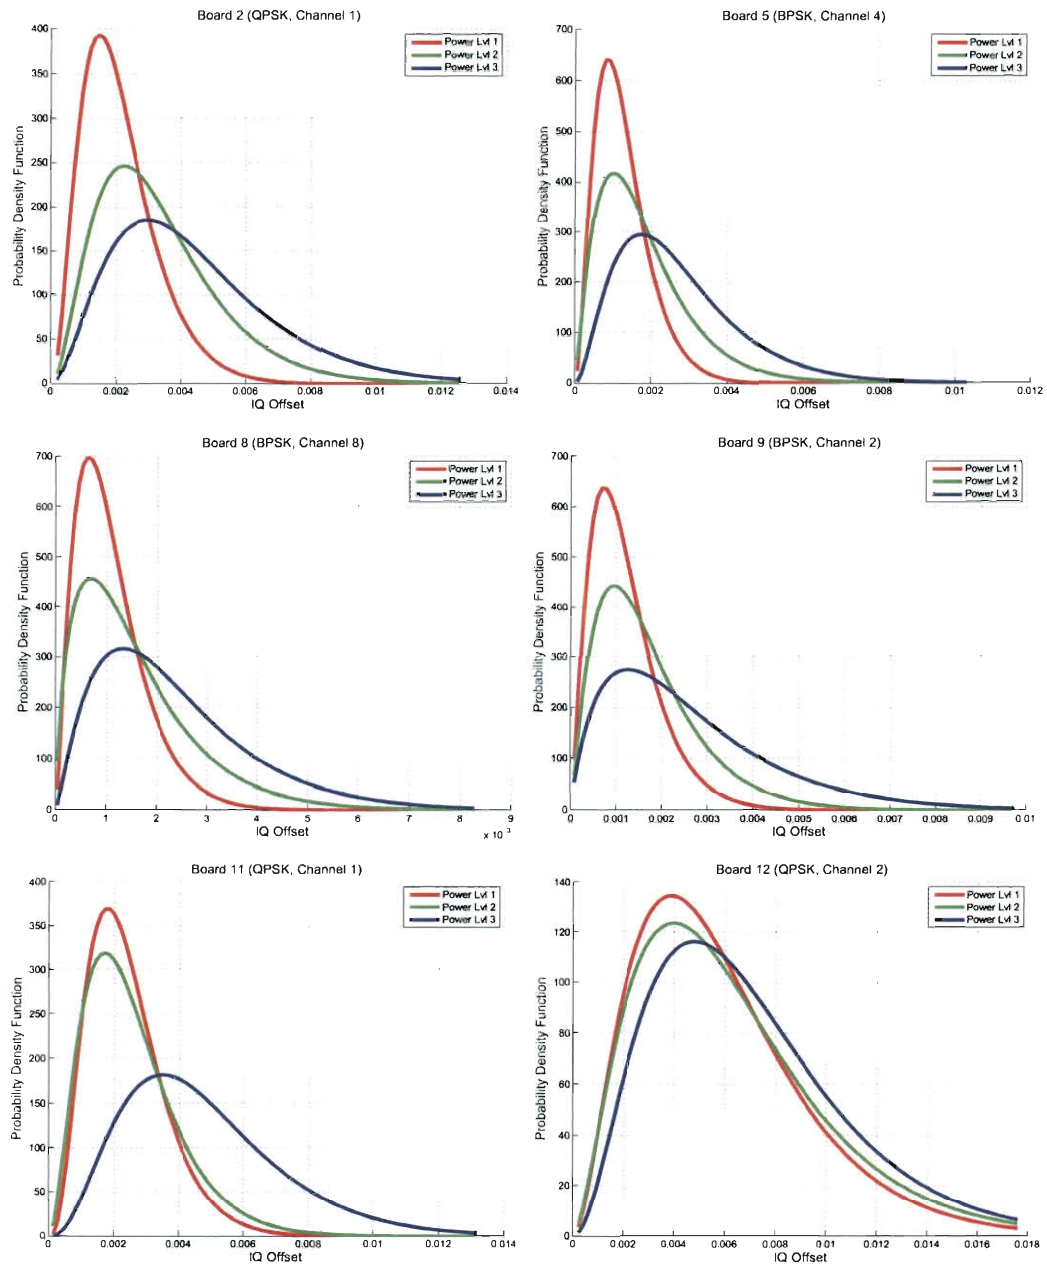 Board 2 (QPSK, Channel 1)
400
350
300
250
200
150
100
50
0
0
0.002
0.004
0.006
0.008
0.01
0.012
0.014
Probability Density Function
IQ Offset
Power Lvl 1
Power Lvl 2
Power Lvl 3
Board 5 (BPSK, Channel 4)
700
600
500
400
300
200
100
0
0
0.002
0.004
0.006
0.008
0.01
0.012
Probability Density Function
IQ Offset
Power Lvl 1
Power Lvl 2
Power Lvl 3
Board 8 (BPSK, Channel 8)
700
600
500
400
300
200
100
0
0
1
2
3
4
5
6
7
8
9
x 10 3
Probability Density Function
IQ Offset
Power Lvl 1
Power Lvl 2
Power Lvl 3
Board 9 (BPSK, Channel 2)
700
600
500
400
300
200
100
0
0
0.001
0.002
0.003
0.004
0.005
0.006
0.007
0.008
0.009
0.01
Probability Density Function
IQ Offset
Power Lvl 1
Power Lvl 2
Power Lvl 3
Board 11 (QPSK, Channel 1)
400
350
300
250
200
150
100
50
0
0
0.002
0.004
0.006
0.008
0.01
0.012
0.014
Probability Density Function
IQ Offset
Power Lvl 1
Power Lvl 2
Power Lvl 3
Board 12 (QPSK, Channel 2)
140
120
100
80
60
40
20
0
0
0.002
0.004
0.006
0.008
0.01
0.012
0.014
0.016
0.018
Probability Density Function
IQ Offset
Power Lvl 1
Power Lvl 2
Power Lvl 3